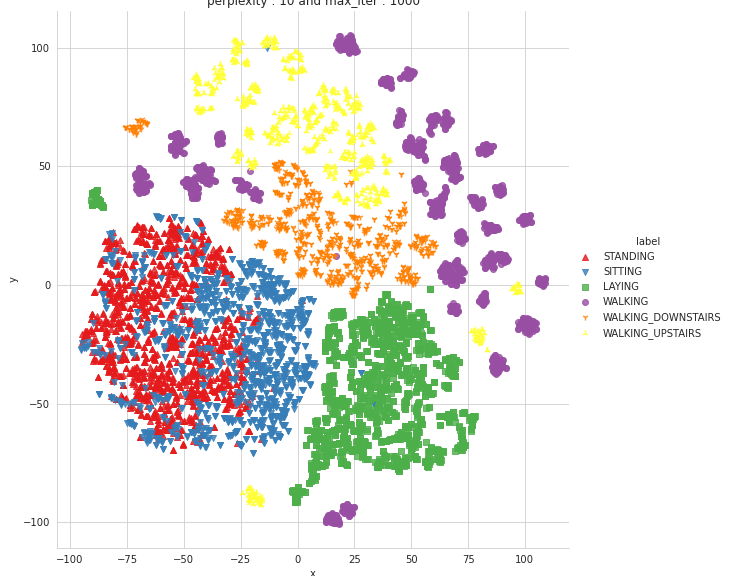 perplexity : 10 and max_iter : 1000
100
50
0
−50
−100
y
−100
−75
−50
−25
0
25
50
75
100
x
label
STANDING
SITTING
LAYING
WALKING
WALKING_DOWNSTAIRS
WALKING_UPSTAIRS